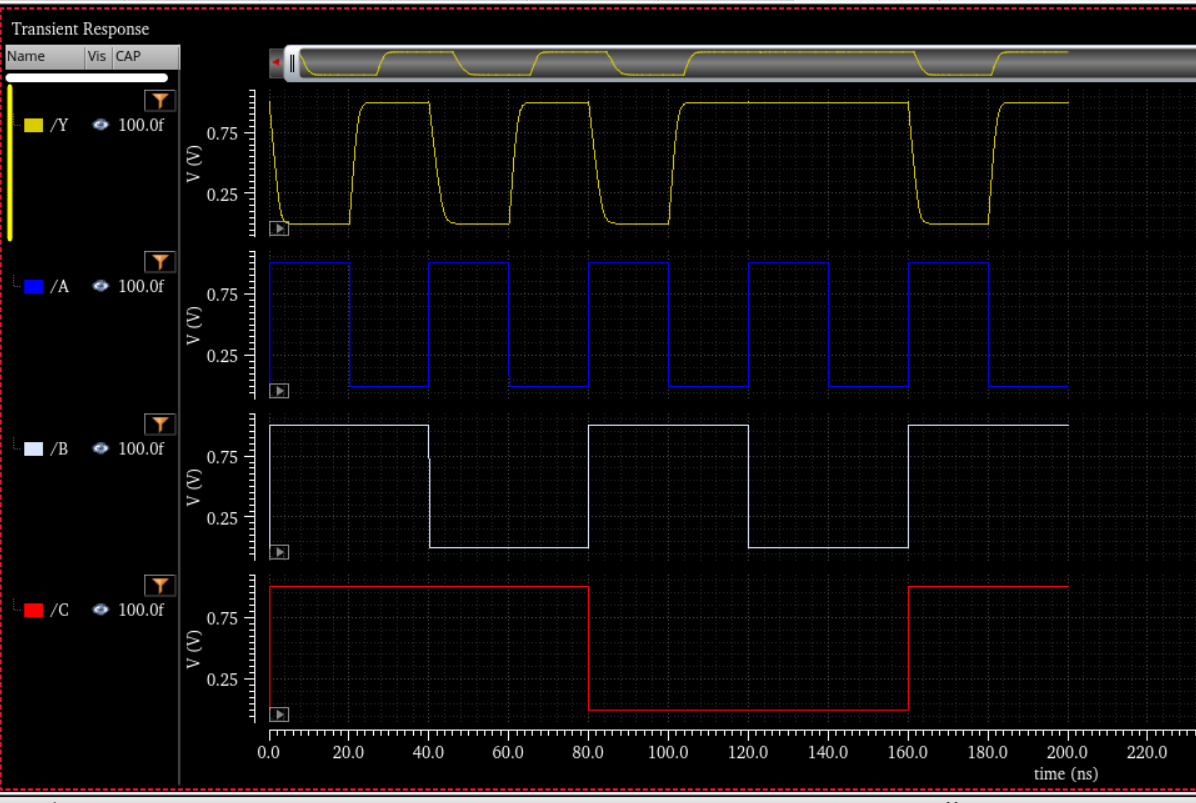 Transient Response
Name Vis CAP
/Y 100.0f
0.75
0.25
V (V)
/A 100.0f
0.75
0.25
V (V)
/B 100.0f
0.75
0.25
V (V)
/C 100.0f
0.75
0.25
V (V)
0.0 20.0 40.0 60.0 80.0 100.0 120.0 140.0 160.0 180.0 200.0 220.0
time (ns)